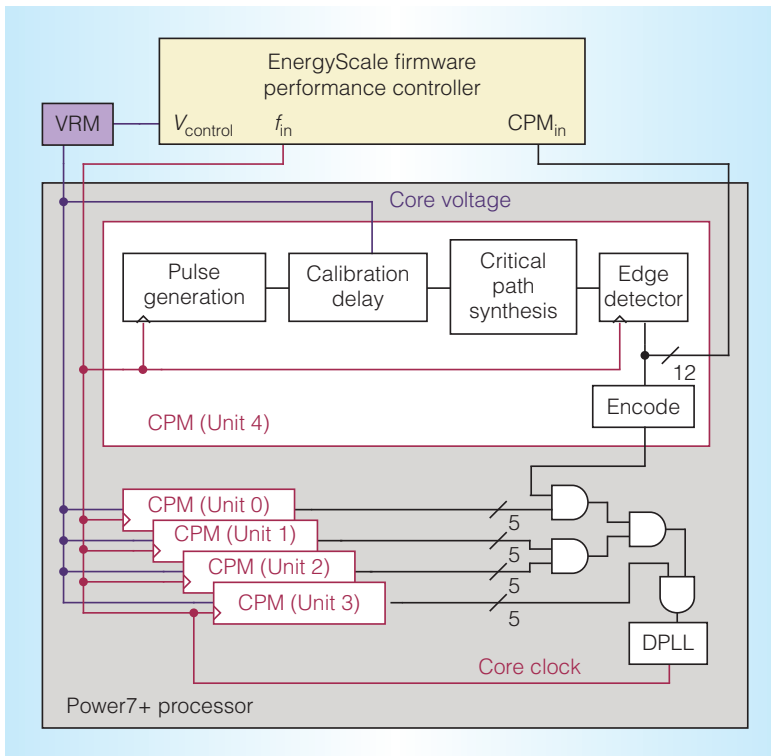 EnergyScale firmware
performance controller
VRM
Vcontrol
fin
CPMin
Core voltage
Pulse
generation
Calibration
delay
Critical
path
synthesis
Edge
detector
12
Encode
CPM (Unit 4)
CPM (Unit 0)
5
CPM (Unit 1)
5
CPM (Unit 2)
5
CPM (Unit 3)
5
DPLL
Core clock
Power7+ processor